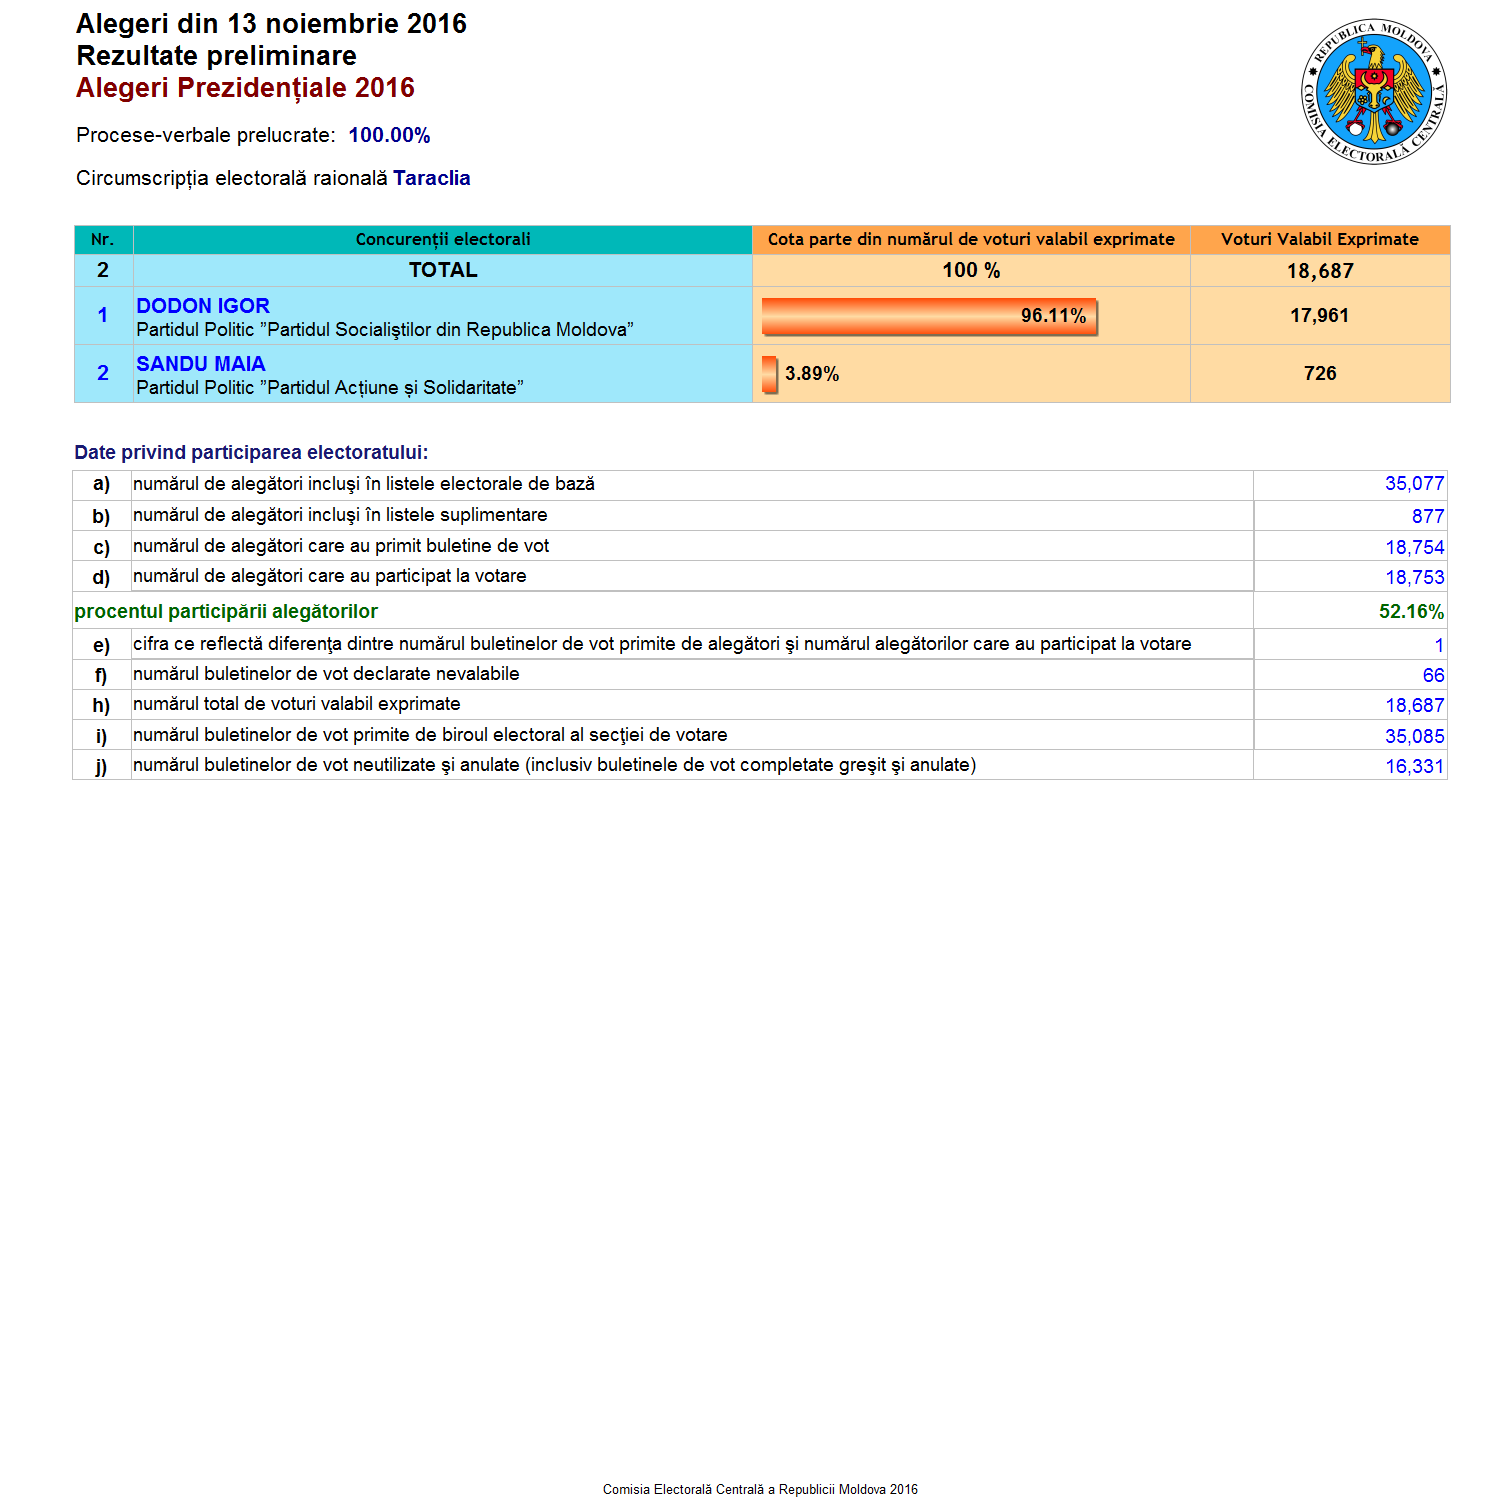 Alegeri din 13 noiembrie 2016
Rezultate preliminare
Alegeri Prezidențiale 2016
REPUBLICA MOLDOVA
COMISIA ELECTORALĂ CENTRALĂ
Procese-verbale prelucrate: 100.00%
Circumscripția electorală raională Taraclia
Nr. Concurenții electorali Cota parte din numărul de voturi valabil exprimate Voturi Valabil Exprimate
2 TOTAL 100 % 18,687
1 DODON IGOR 96.11% 17,961
Partidul Politic ”Partidul Socialiştilor din Republica Moldova”
2 SANDU MAIA 3.89% 726
Partidul Politic ”Partidul Acțiune și Solidaritate”
Date privind participarea electoratului:
a) numărul de alegători incluşi în listele electorale de bază 35,077
b) numărul de alegători incluşi în listele suplimentare 877
c) numărul de alegători care au primit buletine de vot 18,754
d) numărul de alegători care au participat la votare 18,753
procentul participării alegătorilor 52.16%
e) cifra ce reflectă diferenţa dintre numărul buletinelor de vot primite de alegători şi numărul alegătorilor care au participat la votare 1
f) numărul buletinelor de vot declarate nevalabile 66
h) numărul total de voturi valabil exprimate 18,687
i) numărul buletinelor de vot primite de biroul electoral al secţiei de votare 35,085
j) numărul buletinelor de vot neutilizate şi anulate (inclusiv buletinele de vot completate greşit şi anulate) 16,331
Comisia Electorală Centrală a Republicii Moldova 2016